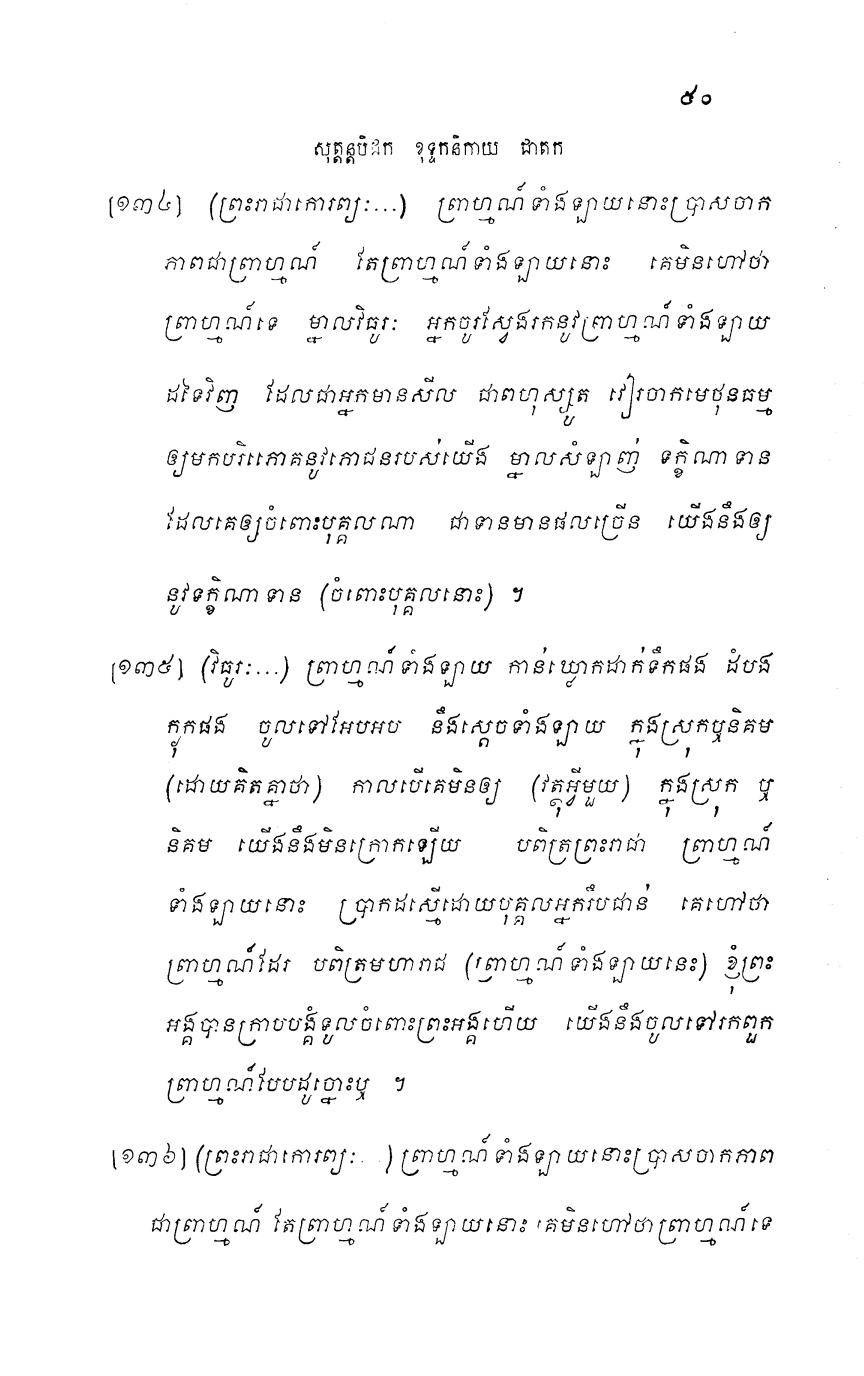 ៥០
សុត្តន្តបិដក ខុទ្ទកនិកាយ ជាតក
[១៣៤] (ព្រះរាជាកោរព្យៈ...) ព្រាហ្មណ៍ទាំងឡាយនោះប្រាសចាក
ភាពជាព្រាហ្មណ៍ តែព្រាហ្មណ៍ទាំងឡាយនោះ គេមិនហៅថា
ព្រាហ្មណ៍ទេ ម្នាលវិធូរៈ អ្នកចូរស្វែងរកនូវព្រាហ្មណ៍ទាំងឡាយ
ដទៃវិញ ដែលជាអ្នកមានសីល ជាពហុស្សូត វៀរចាកមេថុនធម្ម
ឲ្យមកបរិភោគនូវភោជនរបស់យើង ម្នាលសំឡាញ់ ទក្ខិណាទាន
ដែលគេឲ្យចំពោះបុគ្គលណា ជាទានមានផលច្រើន យើងនឹងឲ្យ
នូវទក្ខិណាទាន (ចំពោះបុគ្គលនោះ) ។
[១៣៥] (វិធូរៈ...) ព្រាហ្មណ៍ទាំងឡាយ កាន់ឃ្លោកដាក់ទឹកផង ដំបង
ក្លុកផង ចូលទៅអែបអប នឹងស្តេចទាំងឡាយ ក្នុងស្រុកឬនិគម
(ដោយគិតគ្នាថា) កាលបើគេមិនឲ្យ (វត្ថុអ្វីមួយ) ក្នុងស្រុក ឬ
និគម យើងនឹងមិនក្រោកឡើយ បពិត្រព្រះរាជា ព្រាហ្មណ៍
ទាំងឡាយនោះ ប្រាកដស្មើដោយបុគ្គលអ្នករឹបជាន់ គេហៅថា
ព្រាហ្មណ៍ដែរ បពិត្រមហារាជ (ព្រាហ្មណ៍ទាំងឡាយនេះ) ខ្ញុំព្រះ
អង្គបានក្រាបបង្គំទូលចំពោះព្រះអង្គហើយ យើងនឹងចូលទៅរកពួក
ព្រាហ្មណ៍បែបដូច្នោះឬ ។
[១៣៦] (ព្រះរាជាកោរព្យៈ. .) ព្រាហ្មណ៍ទាំងឡាយនោះប្រាសចាកភាព
ជាព្រាហ្មណ៍ តែព្រាហ្មណ៍ទាំងឡាយនោះ គេមិនហៅថាព្រាហ្មណ៍ទេ